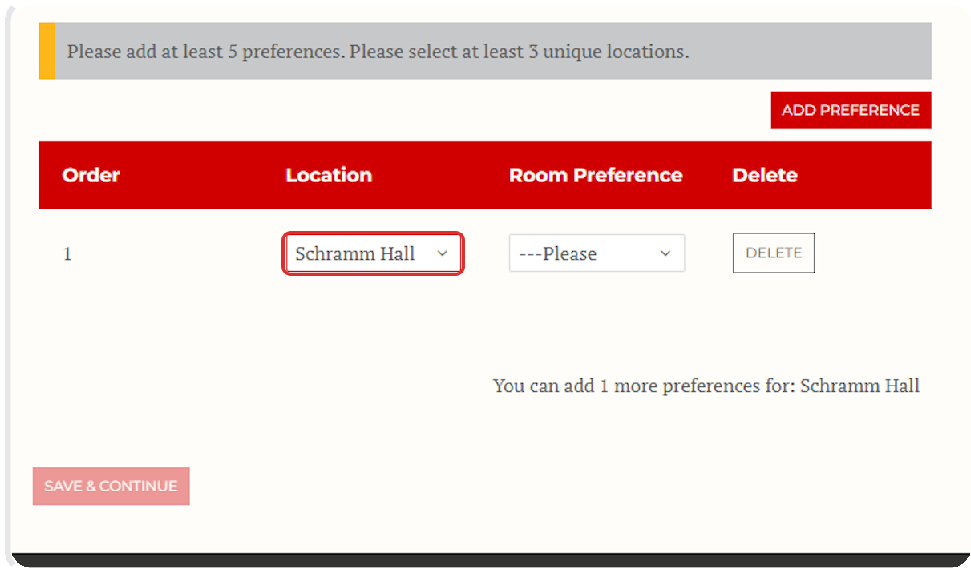 Please add at least 5 preferences. Please select at least 3 unique locations.
ADD PREFERENCE
Order Location Room Preference Delete
1 Schramm Hall ---Please DELETE
You can add 1 more preferences for: Schramm Hall
SAVE & CONTINUE